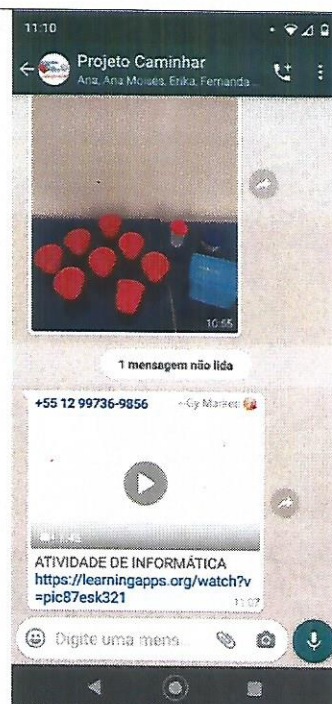 11:10
Projeto Caminhar
Ana, Ana Moises, Erika, Fernanda
10:55
1 mensagem não lida
+55 12 99736-9856
ATIVIDADE DE INFORMÁTICA
https://learningapps.org/watch?v
=pic87esk321
11:07
Digite uma mens...